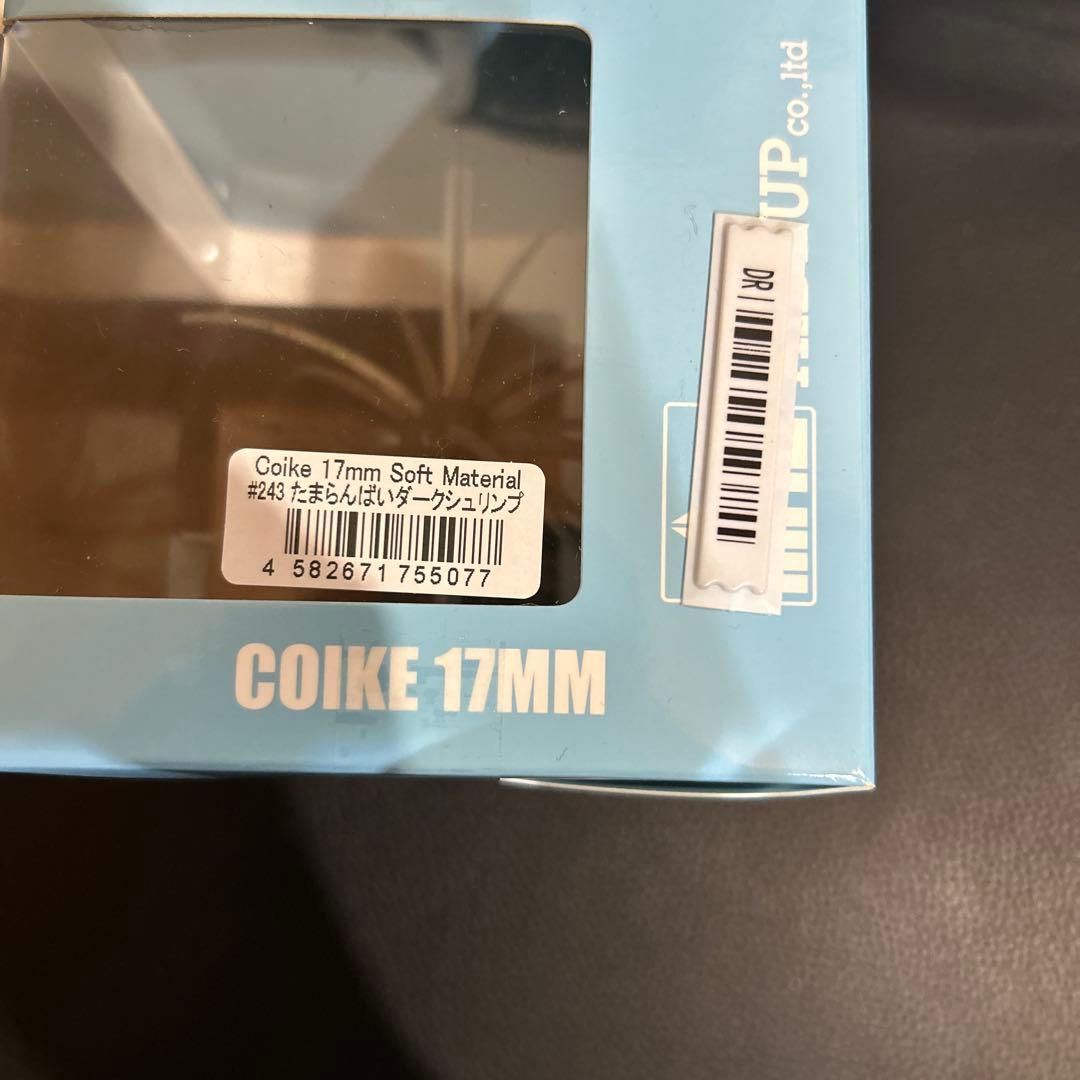 Coike 17mm Soft Material
#243 たまらんばいダークシュリンプ
4 582671 755077
COIKE 17MM
UP co.,ltd
DR